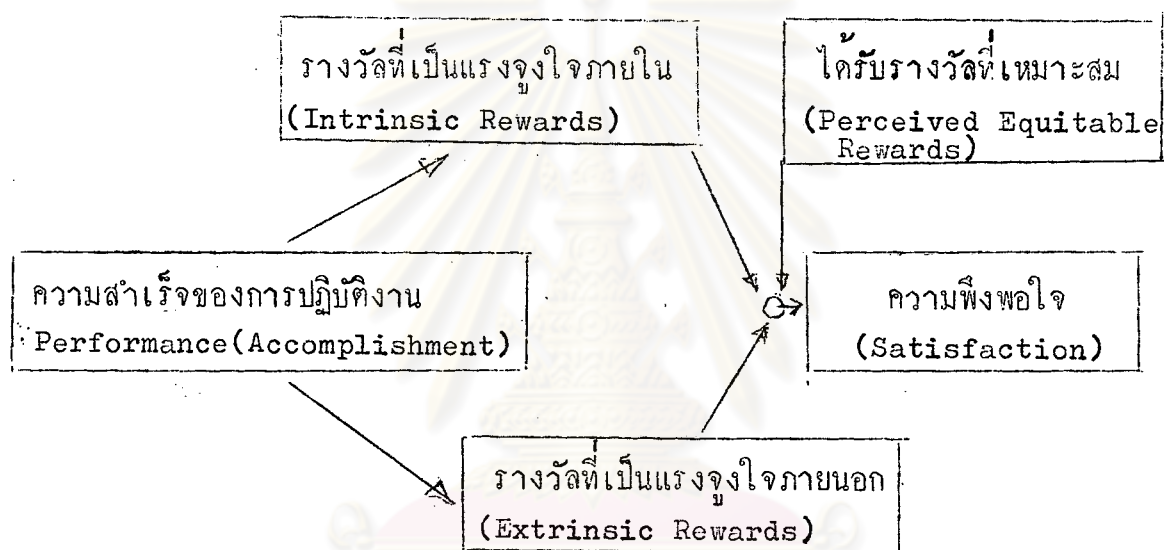 รางวัลที่เป็นแรงจูงใจภายใน
(Intrinsic Rewards)
ได้รับรางวัลที่เหมาะสม
(Perceived Equitable
Rewards)
ความสำเร็จของการปฏิบัติงาน
Performance(Accomplishment)
ความพึงพอใจ
(Satisfaction)
รางวัลที่เป็นแรงจูงใจภายนอก
(Extrinsic Rewards)